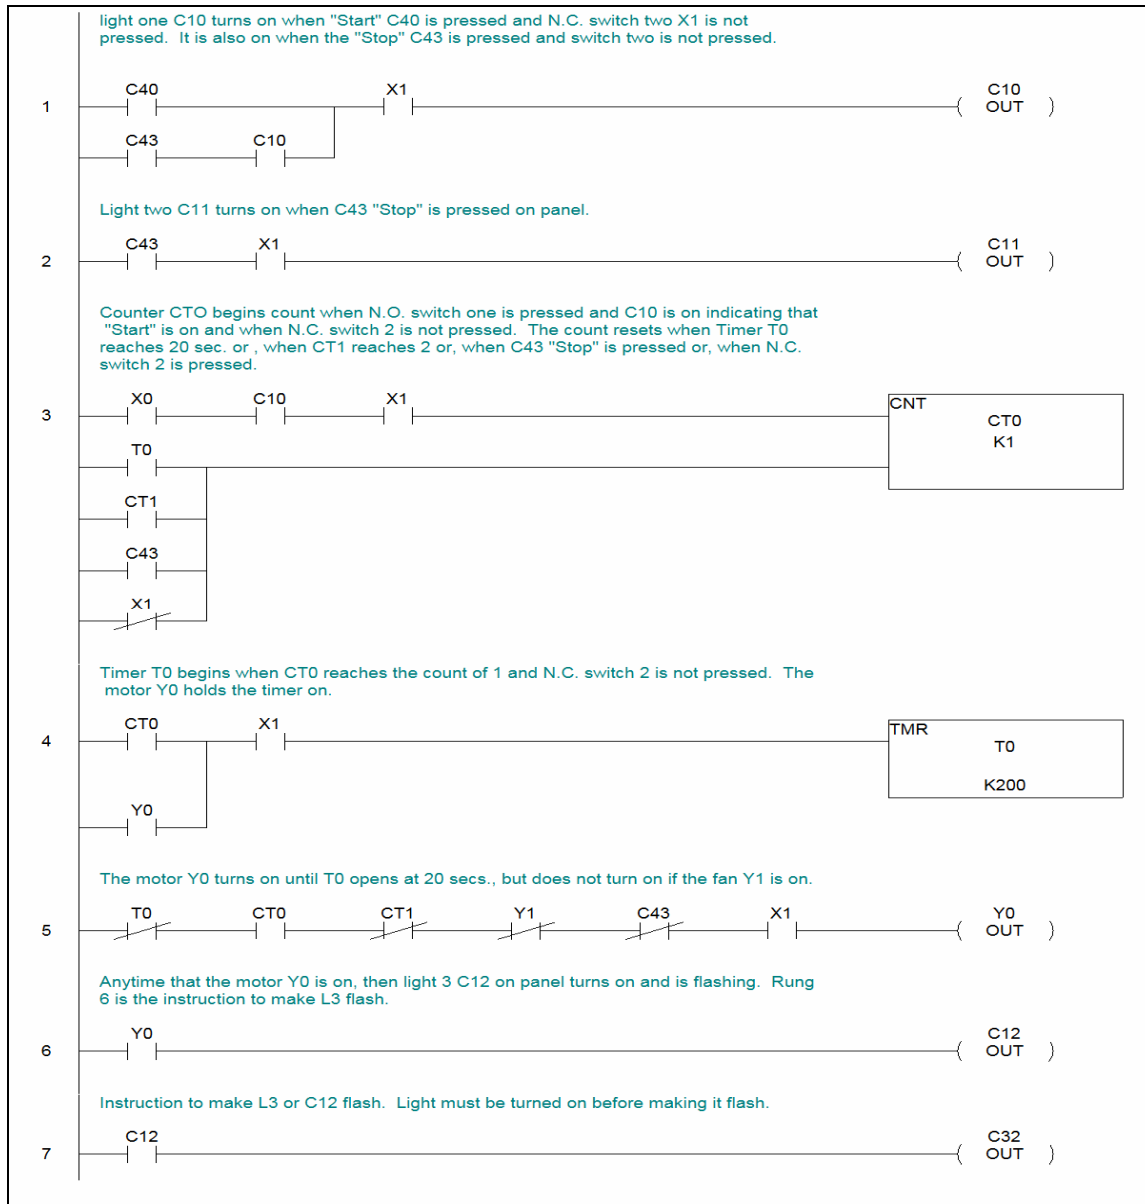 light one C10 turns on when "Start" C40 is pressed and N.C. switch two X1 is not
pressed.  It is also on when the "Stop" C43 is pressed and switch two is not pressed.
C40 X1 C10
1 OUT
C43 C10
Light two C11 turns on when C43 "Stop" is pressed on panel.
C43 X1 C11
2 OUT
Counter CTO begins count when N.O. switch one is pressed and C10 is on indicating that
"Start" is on and when N.C. switch 2 is not pressed.  The count resets when Timer T0
reaches 20 sec. or , when CT1 reaches 2 or, when C43 "Stop" is pressed or, when N.C.
switch 2 is pressed.
X0 C10 X1 CNT
3 CT0
K1
T0
CT1
C43
X1
Timer T0 begins when CT0 reaches the count of 1 and N.C. switch 2 is not pressed.  The
motor Y0 holds the timer on.
CT0 X1 TMR
4 T0
K200
Y0
The motor Y0 turns on until T0 opens at 20 secs., but does not turn on if the fan Y1 is on.
T0 CT0 CT1 Y1 C43 X1 Y0
5 OUT
Anytime that the motor Y0 is on, then light 3 C12 on panel turns on and is flashing.  Rung
6 is the instruction to make L3 flash.
Y0 C12
6 OUT
Instruction to make L3 or C12 flash.  Light must be turned on before making it flash.
C12 C32
7 OUT